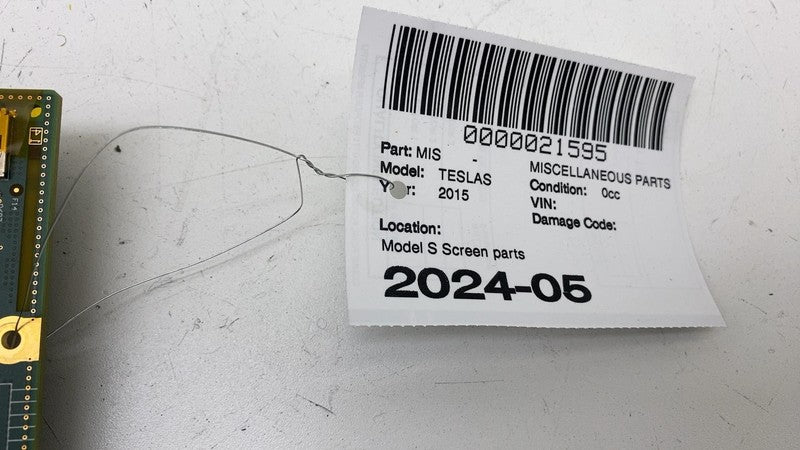 0000021595
Part: MIS - MISCELLANEOUS PARTS
Model: TESLAS Condition: 0cc
2015 VIN:
Damage Code:
Location:
Model S Screen parts
2024-05